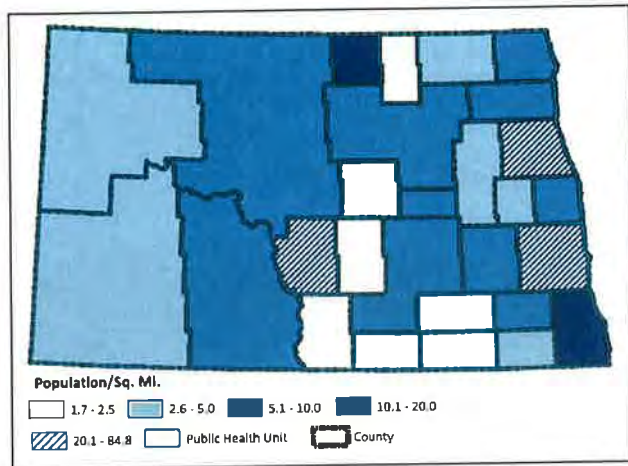 Population/Sq. Mi.
1.7 - 2.5 2.6 - 5.0 5.1 - 10.0 10.1 - 20.0
20.1 - 84.8 Public Health Unit County